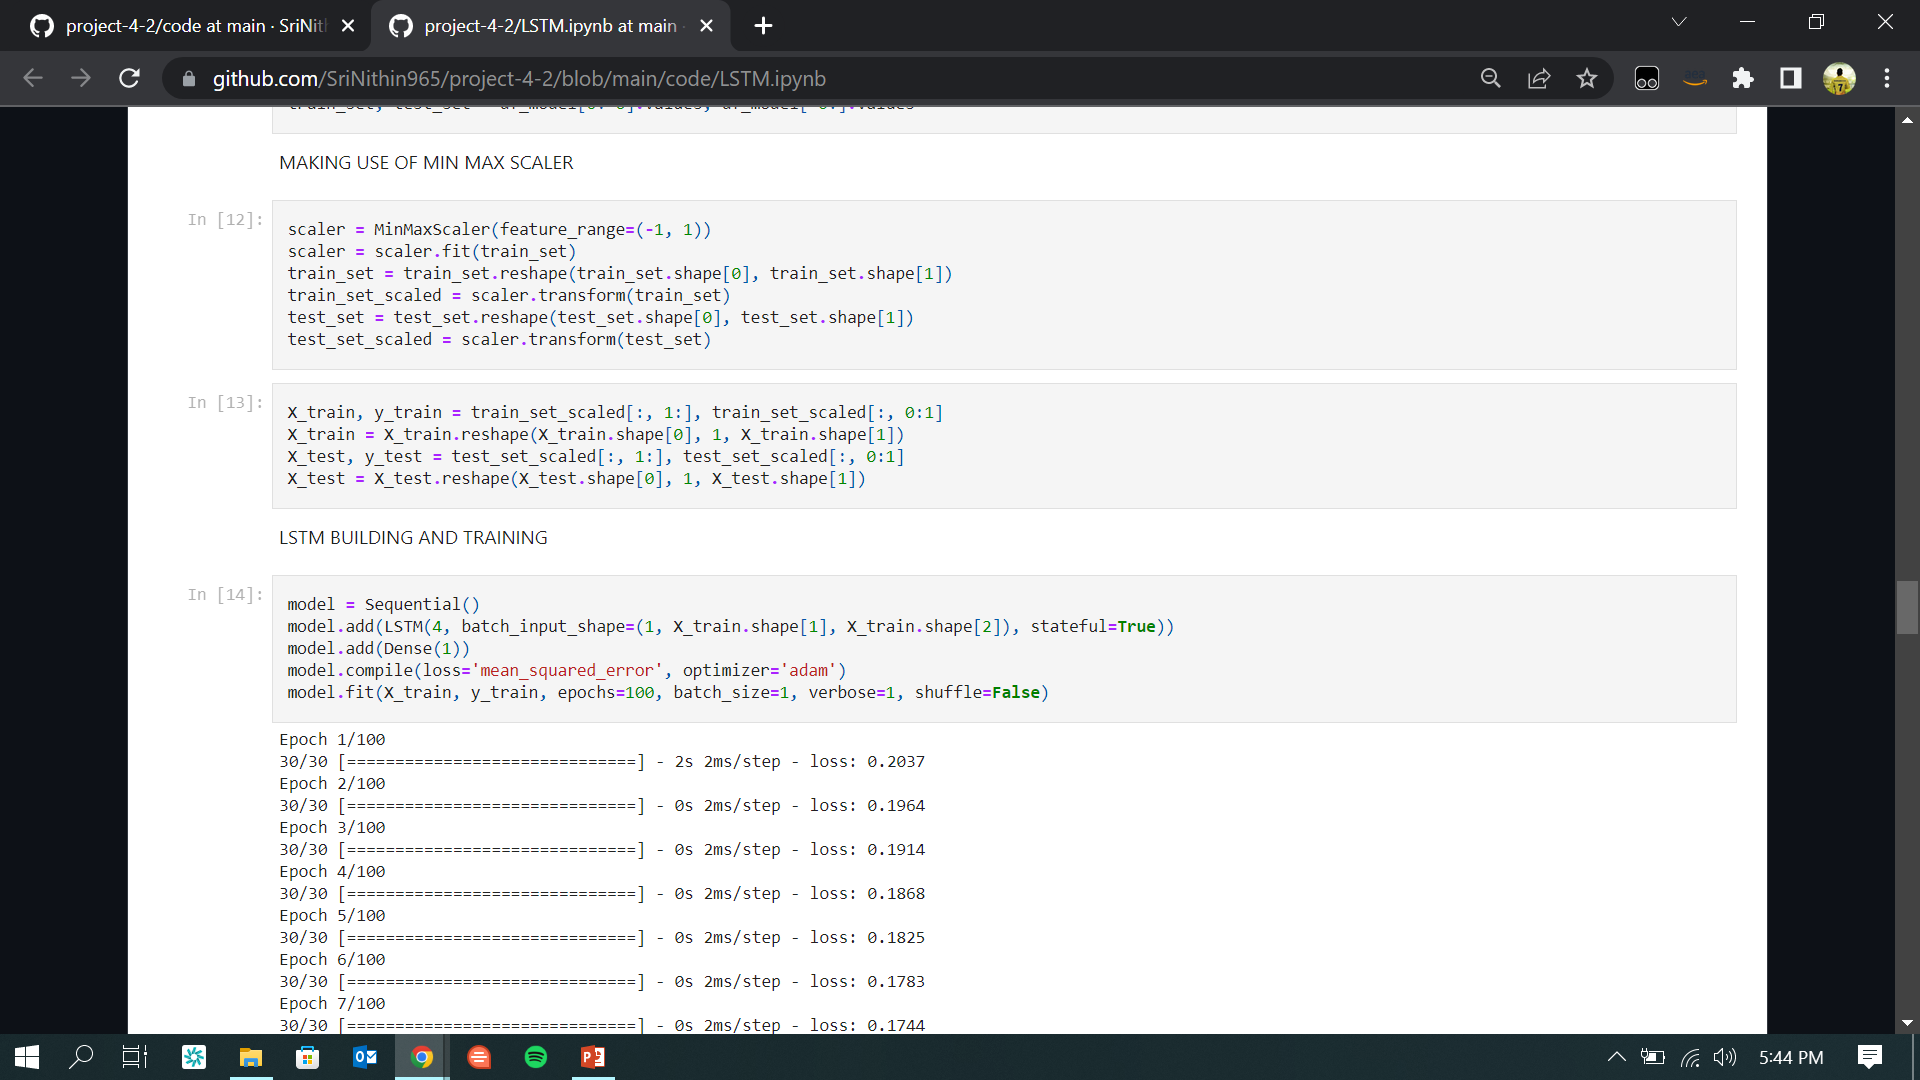 project-4-2/code at main · SriNith
project-4-2/LSTM.ipynb at main ·
github.com/SriNithin965/project-4-2/blob/main/code/LSTM.ipynb
MAKING USE OF MIN MAX SCALER
In [12]:
scaler = MinMaxScaler(feature_range=(-1, 1))
scaler = scaler.fit(train_set)
train_set = train_set.reshape(train_set.shape[0], train_set.shape[1])
train_set_scaled = scaler.transform(train_set)
test_set = test_set.reshape(test_set.shape[0], test_set.shape[1])
test_set_scaled = scaler.transform(test_set)
In [13]:
X_train, y_train = train_set_scaled[:, 1:], train_set_scaled[:, 0:1]
X_train = X_train.reshape(X_train.shape[0], 1, X_train.shape[1])
X_test, y_test = test_set_scaled[:, 1:], test_set_scaled[:, 0:1]
X_test = X_test.reshape(X_test.shape[0], 1, X_test.shape[1])
LSTM BUILDING AND TRAINING
In [14]:
model = Sequential()
model.add(LSTM(4, batch_input_shape=(1, X_train.shape[1], X_train.shape[2]), stateful=True))
model.add(Dense(1))
model.compile(loss='mean_squared_error', optimizer='adam')
model.fit(X_train, y_train, epochs=100, batch_size=1, verbose=1, shuffle=False)
Epoch 1/100
30/30 [==============================] - 2s 2ms/step - loss: 0.2037
Epoch 2/100
30/30 [==============================] - 0s 2ms/step - loss: 0.1964
Epoch 3/100
30/30 [==============================] - 0s 2ms/step - loss: 0.1914
Epoch 4/100
30/30 [==============================] - 0s 2ms/step - loss: 0.1868
Epoch 5/100
30/30 [==============================] - 0s 2ms/step - loss: 0.1825
Epoch 6/100
30/30 [==============================] - 0s 2ms/step - loss: 0.1783
Epoch 7/100
30/30 [==============================] - 0s 2ms/step - loss: 0.1744
5:44 PM